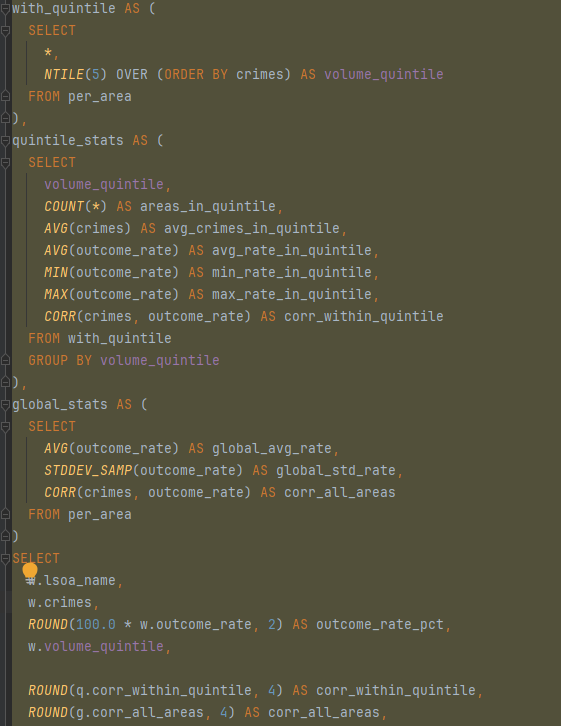 with_quintile AS (
SELECT
*,
NTILE(5) OVER (ORDER BY crimes) AS volume_quintile
FROM per_area
),
quintile_stats AS (
SELECT
volume_quintile,
COUNT(*) AS areas_in_quintile,
AVG(crimes) AS avg_crimes_in_quintile,
AVG(outcome_rate) AS avg_rate_in_quintile,
MIN(outcome_rate) AS min_rate_in_quintile,
MAX(outcome_rate) AS max_rate_in_quintile,
CORR(crimes, outcome_rate) AS corr_within_quintile
FROM with_quintile
GROUP BY volume_quintile
),
global_stats AS (
SELECT
AVG(outcome_rate) AS global_avg_rate,
STDDEV_SAMP(outcome_rate) AS global_std_rate,
CORR(crimes, outcome_rate) AS corr_all_areas
FROM per_area
)
SELECT
w.lsoa_name,
w.crimes,
ROUND(100.0 * w.outcome_rate, 2) AS outcome_rate_pct,
w.volume_quintile,
ROUND(q.corr_within_quintile, 4) AS corr_within_quintile,
ROUND(g.corr_all_areas, 4) AS corr_all_areas,